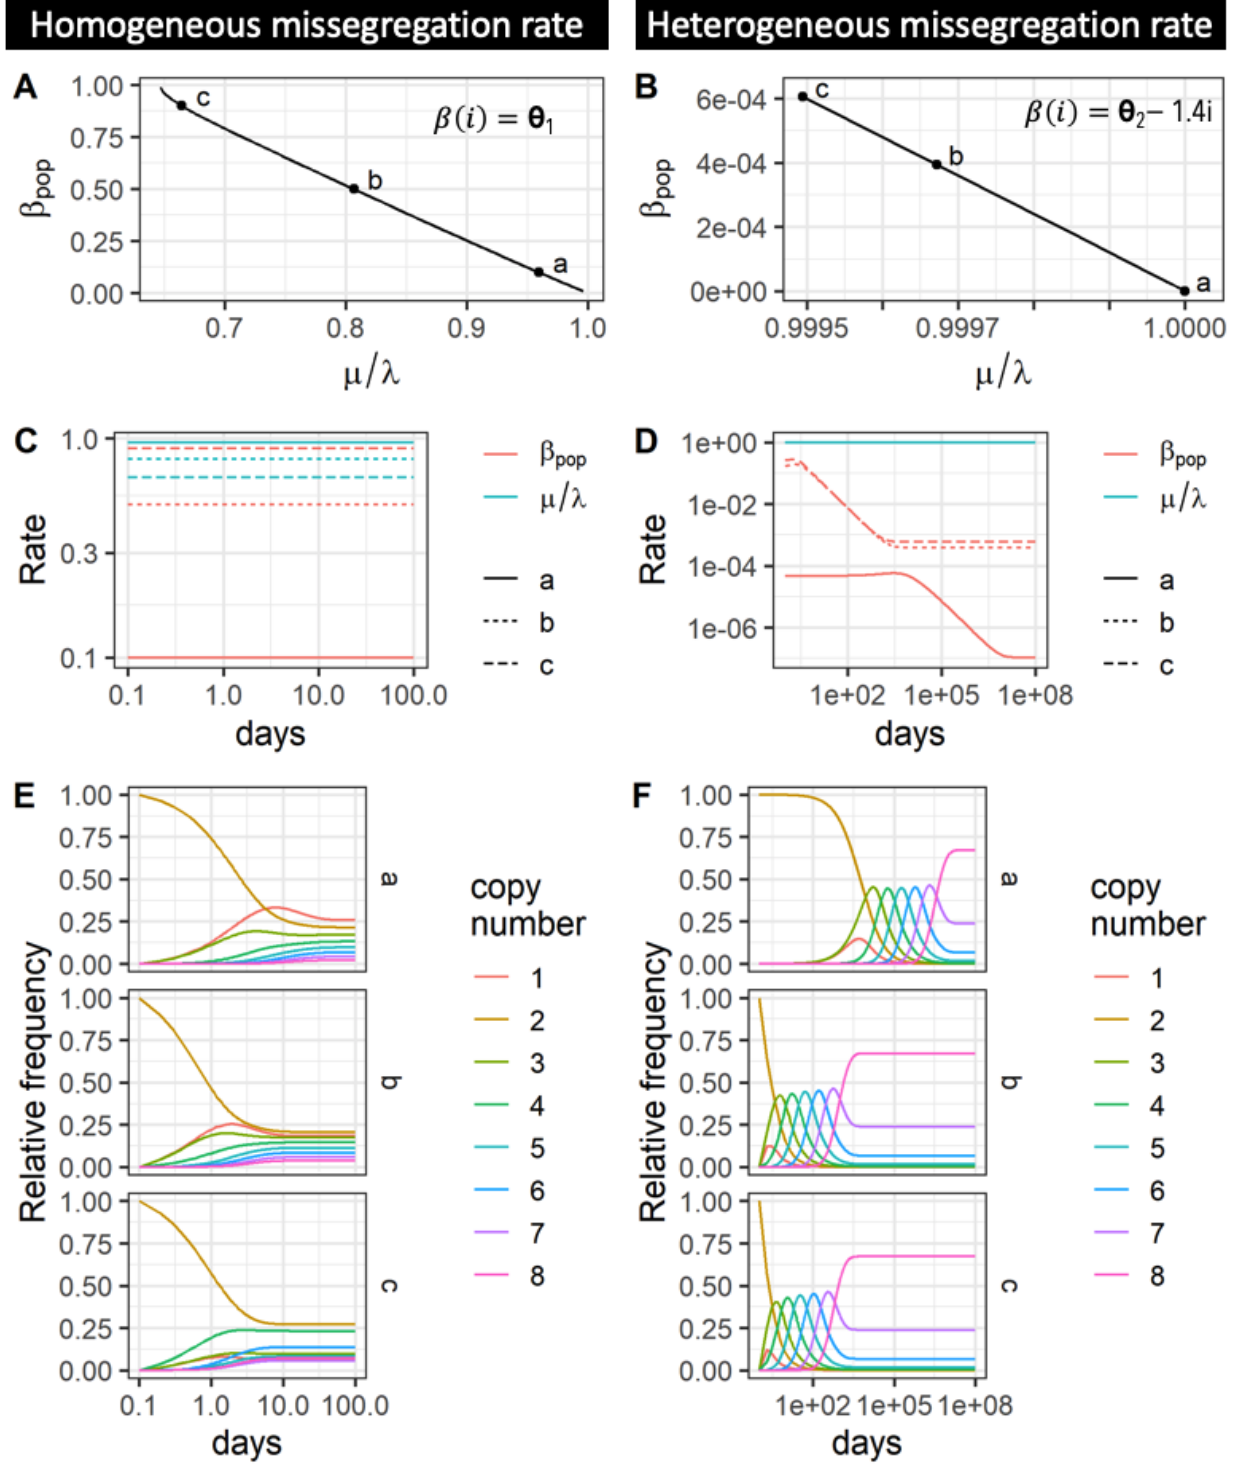 Homogeneous missegregation rate
Heterogeneous missegregation rate
A
1.00
0.75
0.50
0.25
0.00
βpop
c
b
a
β(i) = θ1
0.7 0.8 0.9 1.0
μ/λ
B
6e-04
4e-04
2e-04
0e+00
βpop
c
b
a
β(i) = θ2– 1.4i
0.9995 0.9997 1.0000
μ/λ
C
1.0
0.3
0.1
Rate
0.1 1.0 10.0 100.0
days
βpop
μ/λ
a
b
c
D
1e+00
1e-02
1e-04
1e-06
Rate
1e+02 1e+05 1e+08
days
βpop
μ/λ
a
b
c
E
1.00
0.75
0.50
0.25
0.00
a
1.00
0.75
0.50
0.25
0.00
b
1.00
0.75
0.50
0.25
0.00
c
Relative frequency
0.1 1.0 10.0 100.0
days
copy
number
1
2
3
4
5
6
7
8
F
1.00
0.75
0.50
0.25
0.00
a
1.00
0.75
0.50
0.25
0.00
b
1.00
0.75
0.50
0.25
0.00
c
Relative frequency
1e+02 1e+05 1e+08
days
copy
number
1
2
3
4
5
6
7
8